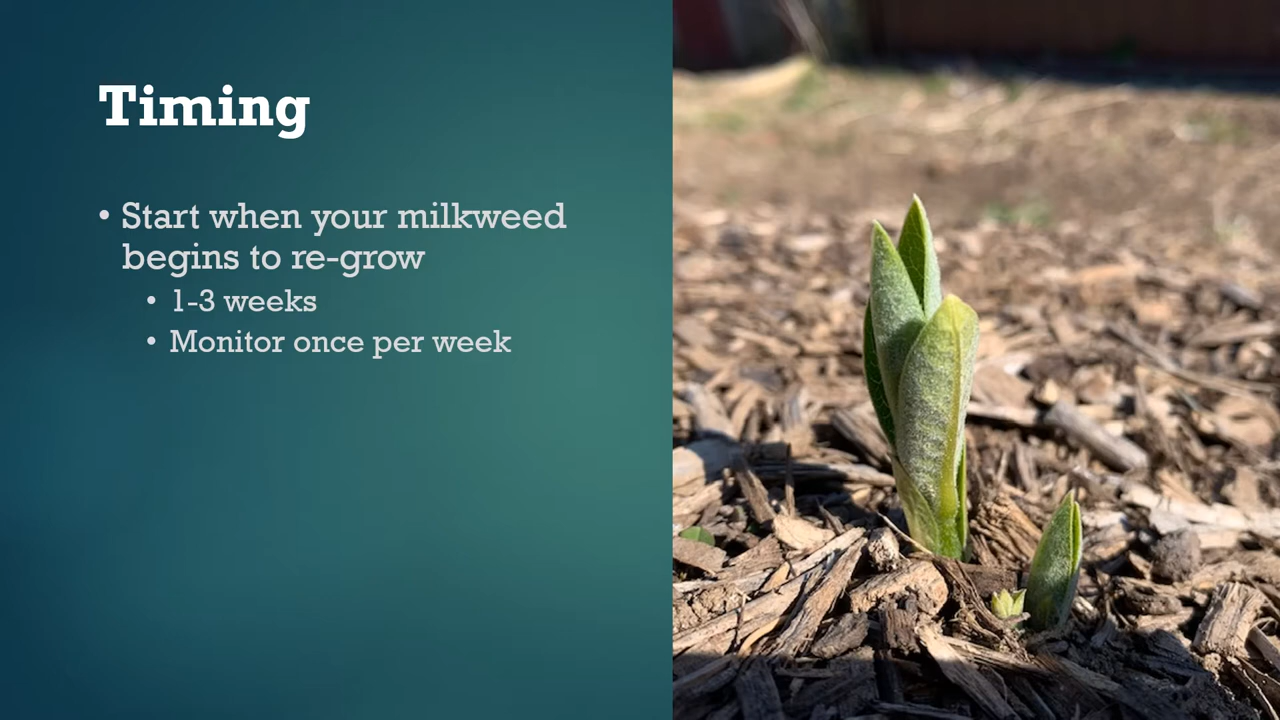 Timing
• Start when your milkweed
begins to re-grow
• 1-3 weeks
• Monitor once per week